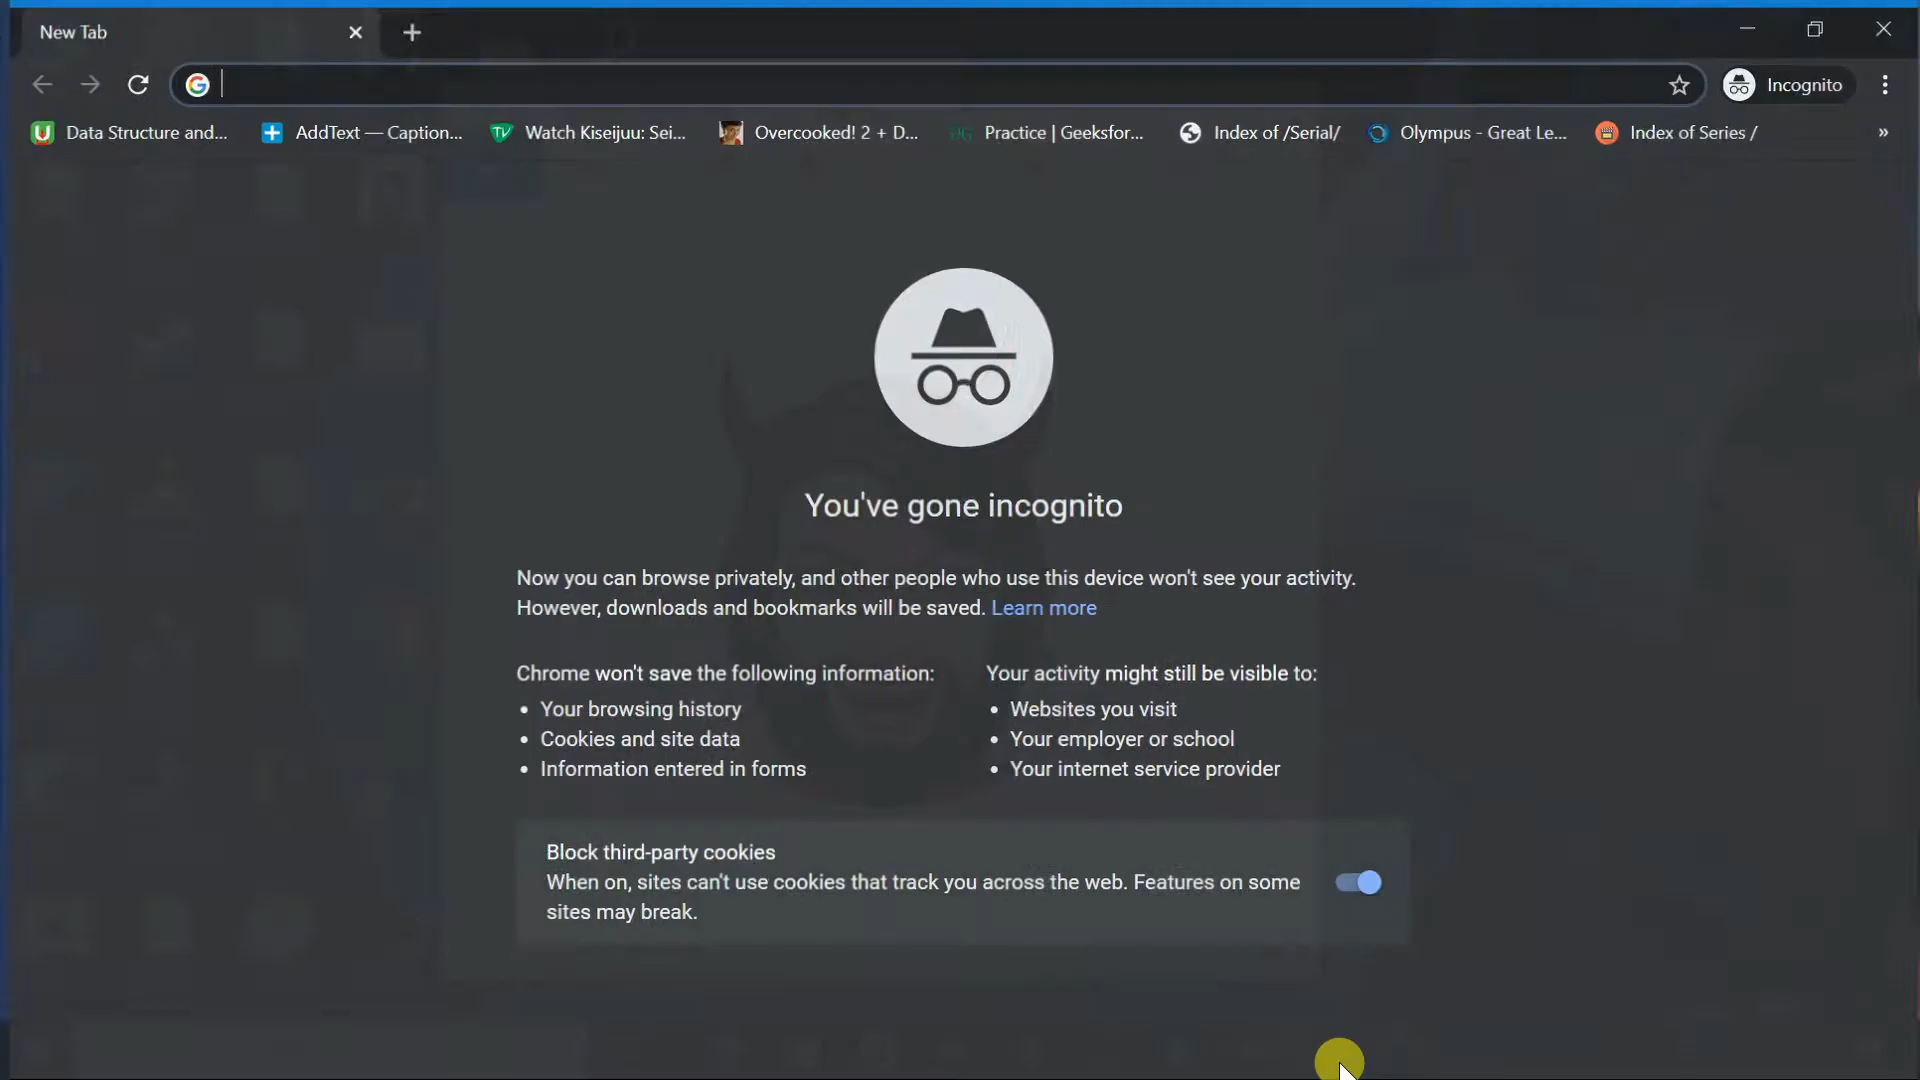 New Tab
Incognito
Data Structure and... AddText — Caption... Watch Kiseijuu: Sei... Overcooked! 2 + D... Practice | Geeksfor... Index of /Serial/ Olympus - Great Le... Index of Series / »
You've gone incognito
Now you can browse privately, and other people who use this device won't see your activity.
However, downloads and bookmarks will be saved. Learn more
Chrome won't save the following information:
• Your browsing history
• Cookies and site data
• Information entered in forms
Your activity might still be visible to:
• Websites you visit
• Your employer or school
• Your internet service provider
Block third-party cookies
When on, sites can't use cookies that track you across the web. Features on some
sites may break.